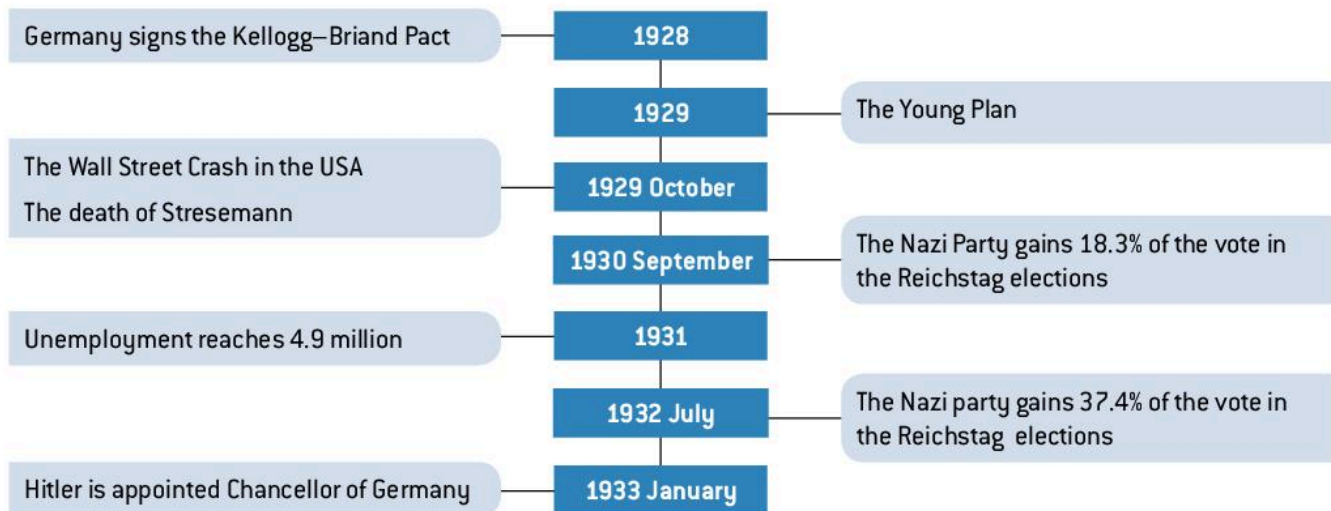 Germany signs the Kellogg–Briand Pact
1928
1929
The Young Plan
The Wall Street Crash in the USA
The death of Stresemann
1929 October
1930 September
The Nazi Party gains 18.3% of the vote in
the Reichstag elections
Unemployment reaches 4.9 million
1931
1932 July
The Nazi party gains 37.4% of the vote in
the Reichstag elections
Hitler is appointed Chancellor of Germany
1933 January